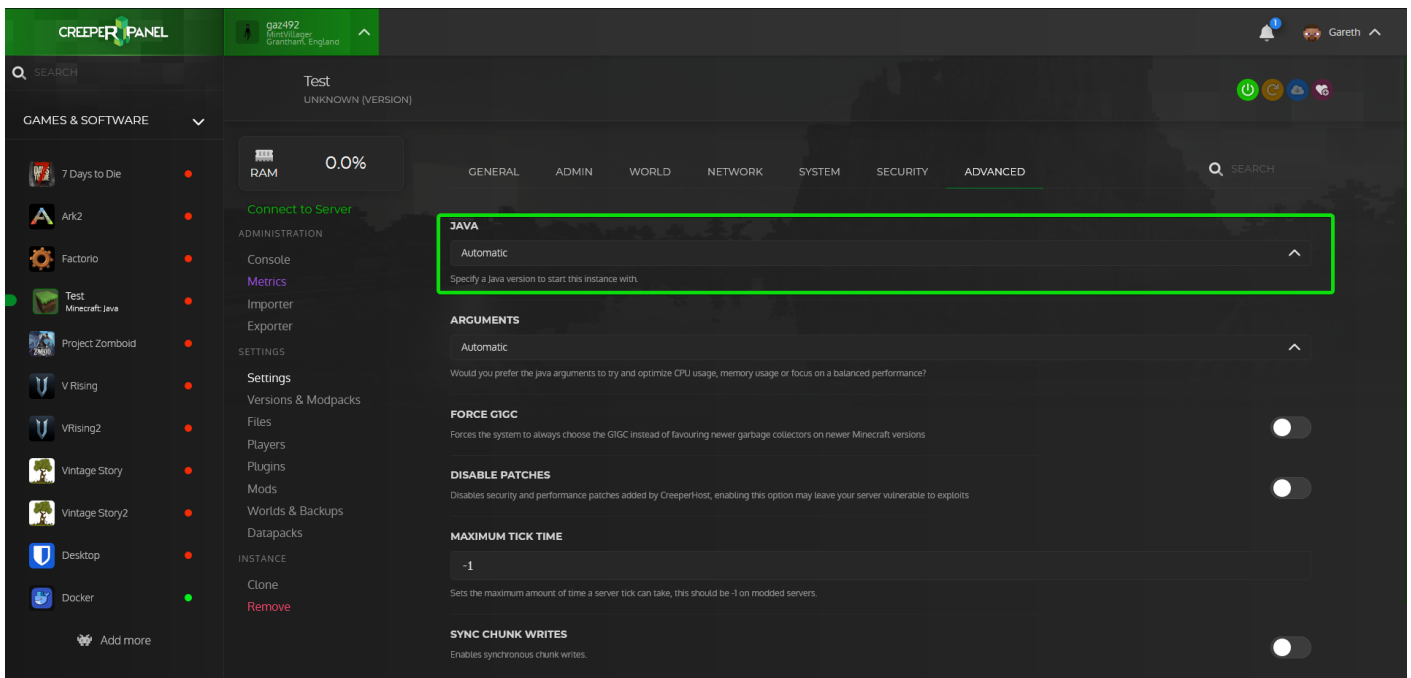 CREEPER PANEL
gaz492
MintVillager
Grantham, England
1
Gareth
SEARCH
Test
UNKNOWN (VERSION)
GAMES & SOFTWARE
7 Days to Die
Ark2
Factorio
Test
Minecraft: Java
Project Zomboid
V Rising
VRising2
Vintage Story
Vintage Story2
Desktop
Docker
Add more
RAM
0.0%
Connect to Server
ADMINISTRATION
Console
Metrics
Importer
Exporter
SETTINGS
Settings
Versions & Modpacks
Files
Players
Plugins
Mods
Worlds & Backups
Datapacks
INSTANCE
Clone
Remove
GENERAL ADMIN WORLD NETWORK SYSTEM SECURITY ADVANCED
SEARCH
JAVA
Automatic
Specify a Java version to start this instance with.
ARGUMENTS
Automatic
Would you prefer the java arguments to try and optimize CPU usage, memory usage or focus on a balanced performance?
FORCE G1GC
Forces the system to always choose the G1GC instead of favouring newer garbage collectors on newer Minecraft versions
DISABLE PATCHES
Disables security and performance patches added by CreeperHost, enabling this option may leave your server vulnerable to exploits
MAXIMUM TICK TIME
-1
Sets the maximum amount of time a server tick can take, this should be -1 on modded servers.
SYNC CHUNK WRITES
Enables synchronous chunk writes.